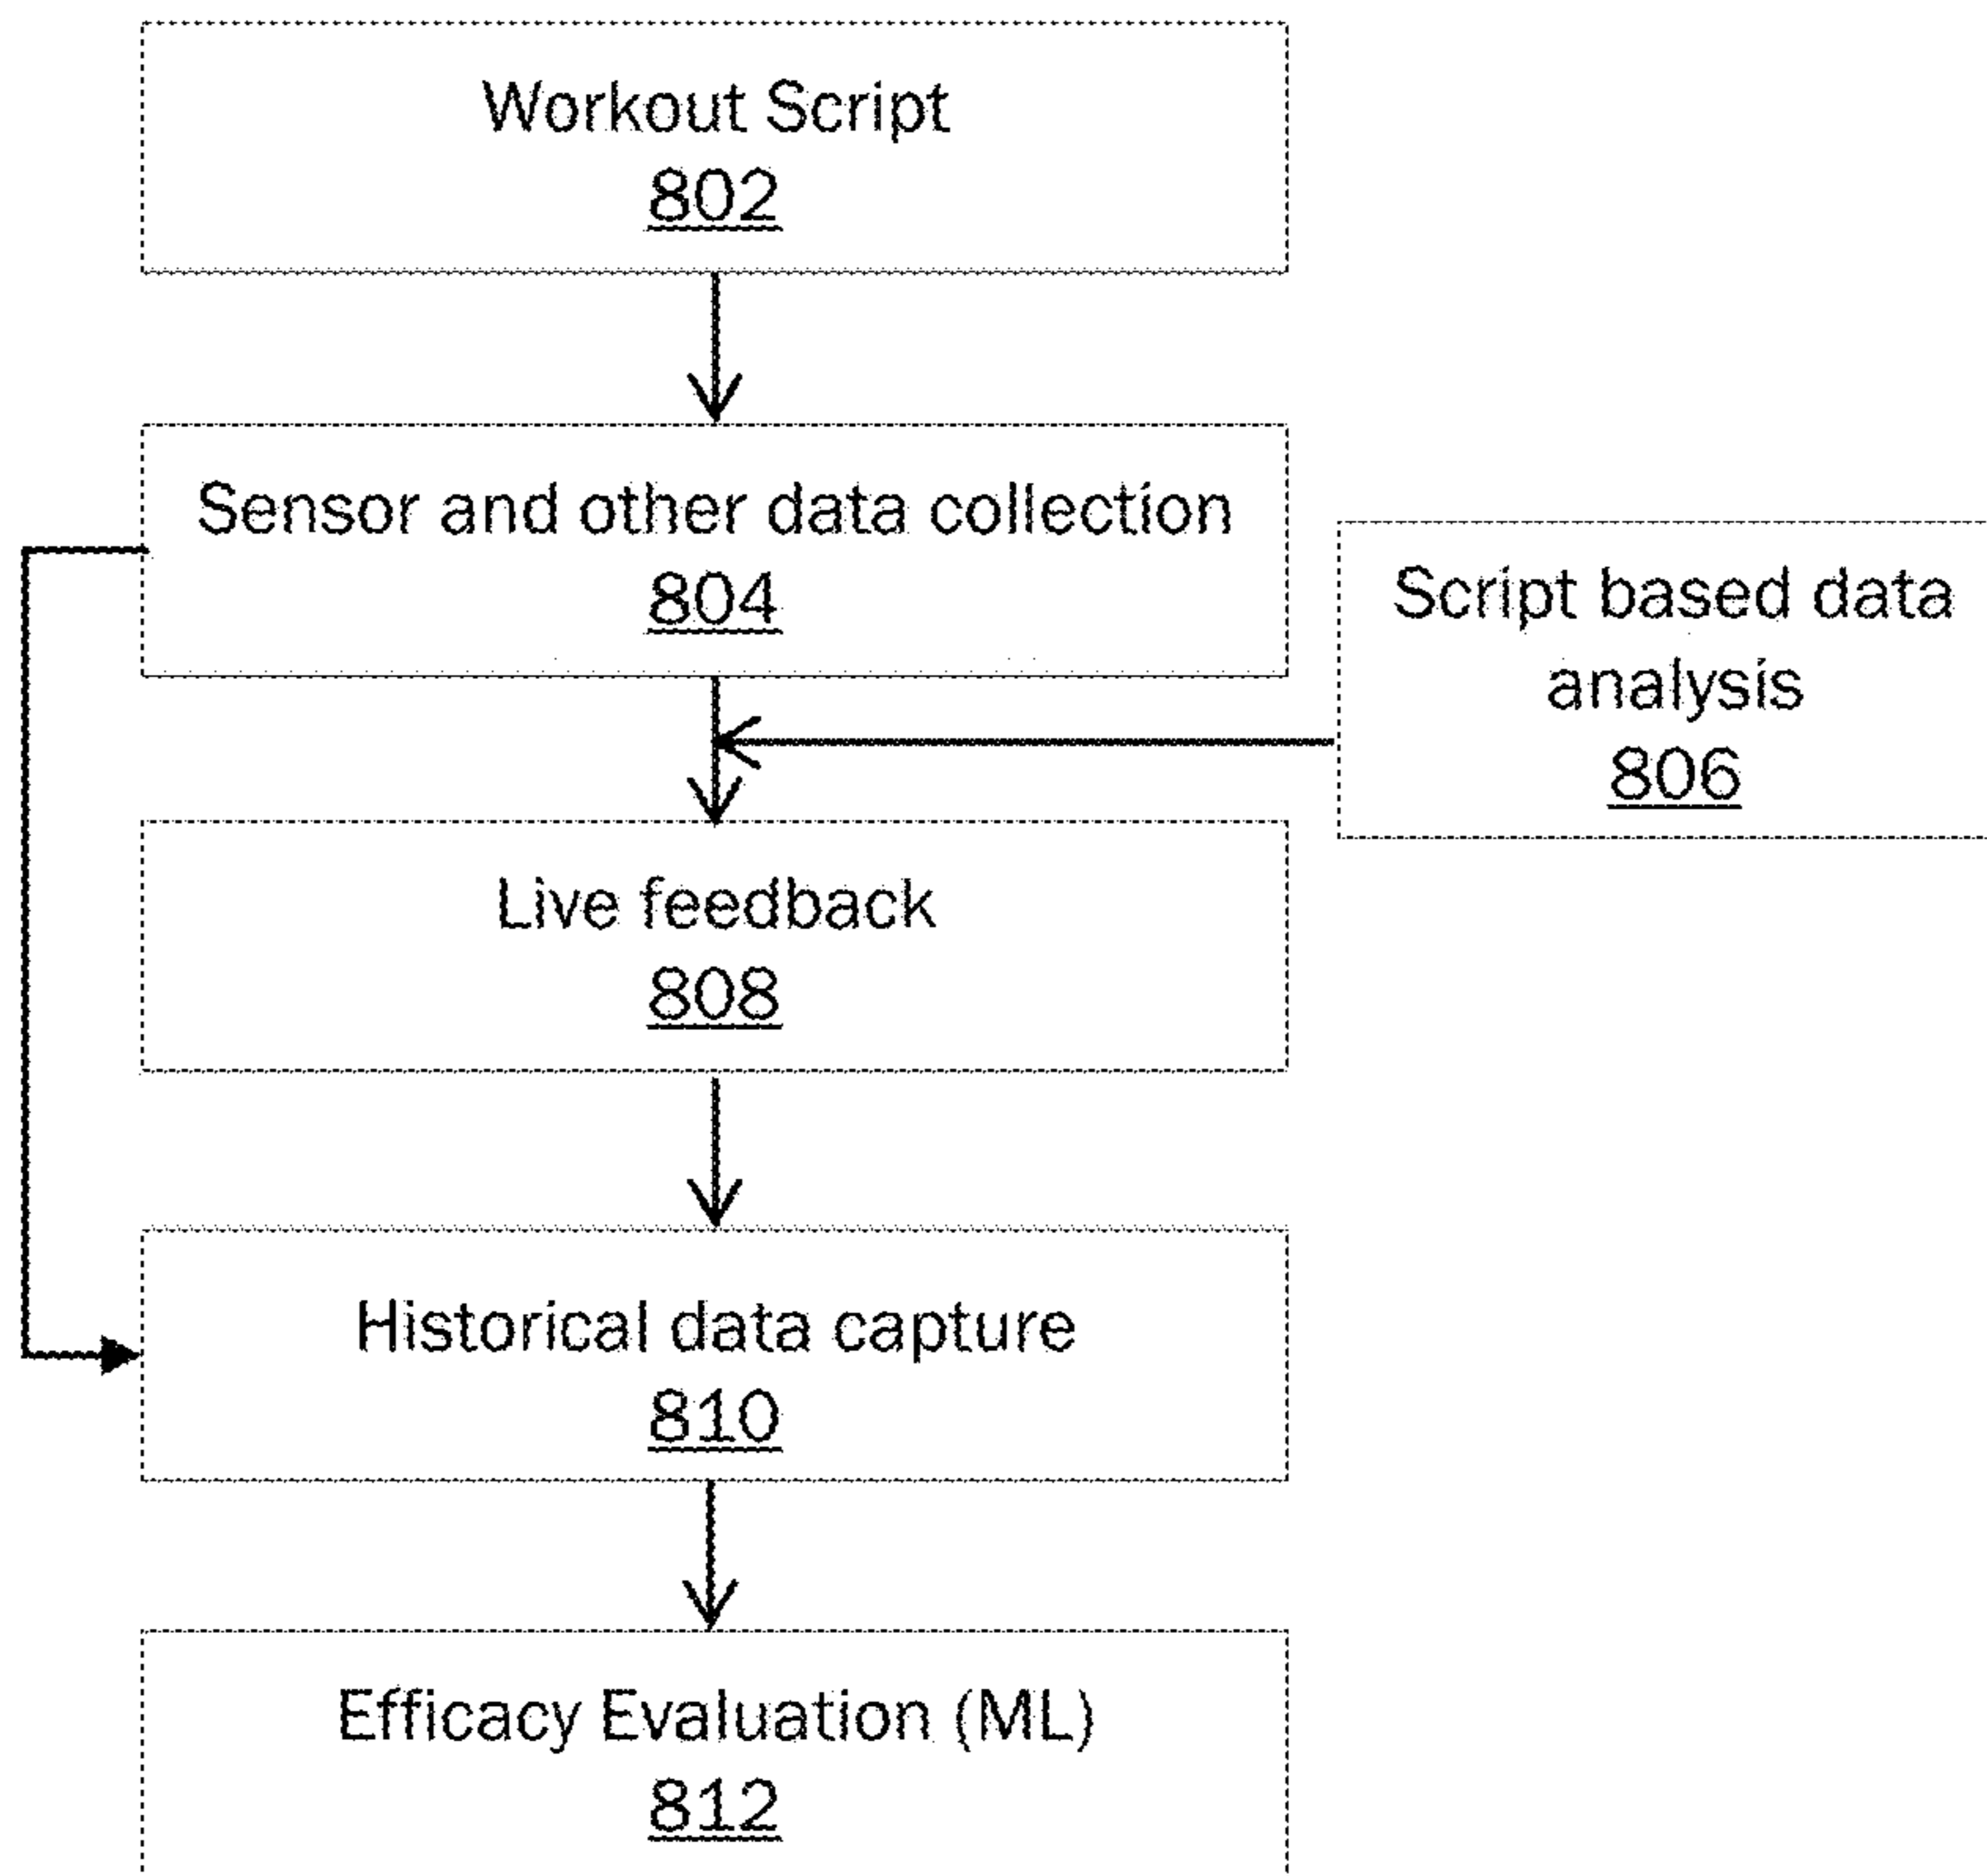 Workout Script
802
Sensor and other data collection
804
Script based data
analysis
806
Live feedback
808
Historical data capture
810
Efficacy Evaluation (ML)
812